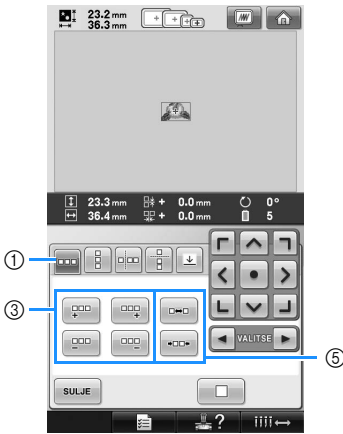 23.2 mm
36.3 mm
23.3 mm + 0.0 mm 0°
36.4 mm + 0.0 mm 5
①
③
⑤
VALITSE
SULJE
?